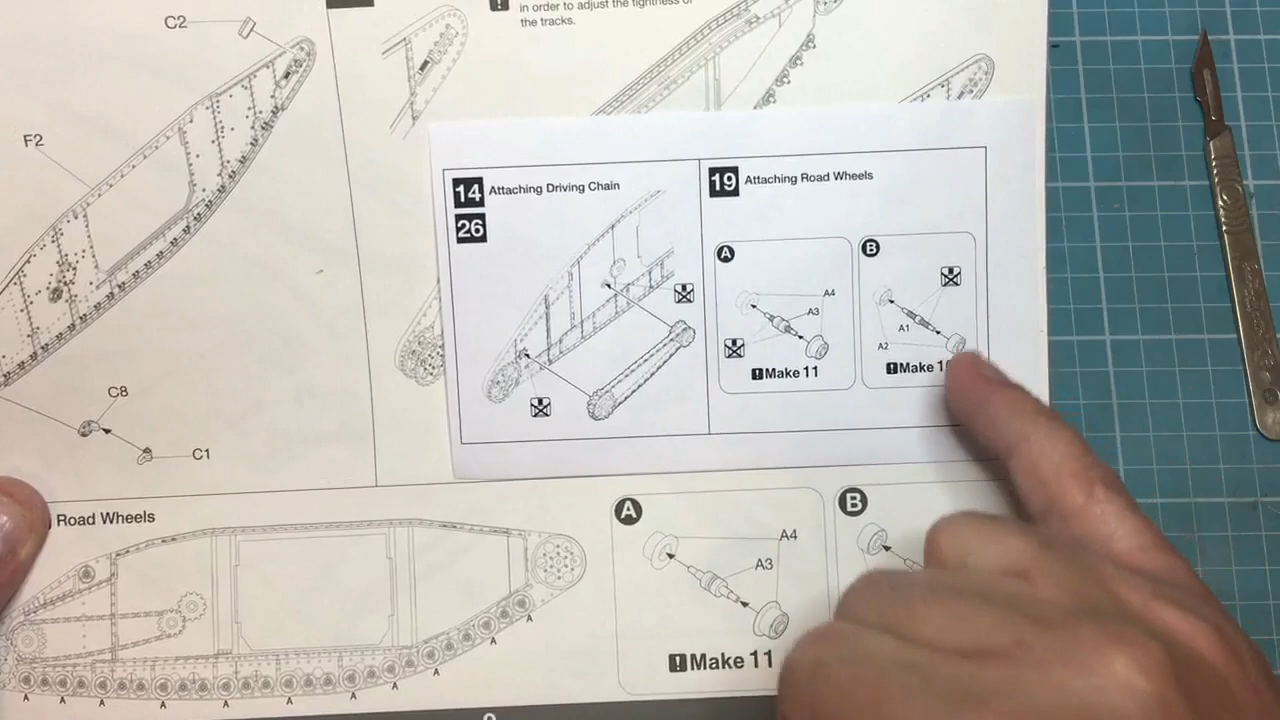 C2
in order to adjust the tightness of
the tracks.
F2
14 Attaching Driving Chain
26
19 Attaching Road Wheels
A
B
A4
A3
A1
A2
Make 11
Make
C8
C1
Road Wheels
A
B
A4
A3
Make 11
A
A
A
A
A
A
A
A
A
A
A